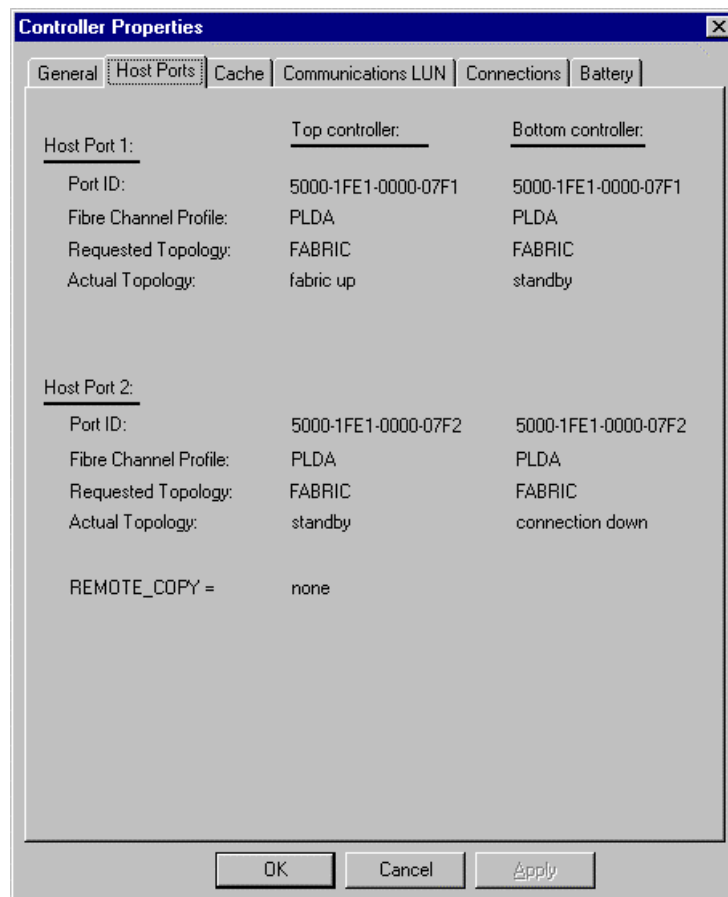 Controller Properties
General Host Ports Cache Communications LUN Connections Battery
Top controller: Bottom controller:
Host Port 1:
Port ID: 5000-1FE1-0000-07F1 5000-1FE1-0000-07F1
Fibre Channel Profile: PLDA PLDA
Requested Topology: FABRIC FABRIC
Actual Topology: fabric up standby
Host Port 2:
Port ID: 5000-1FE1-0000-07F2 5000-1FE1-0000-07F2
Fibre Channel Profile: PLDA PLDA
Requested Topology: FABRIC FABRIC
Actual Topology: standby connection down
REMOTE_COPY = none
OK Cancel Apply